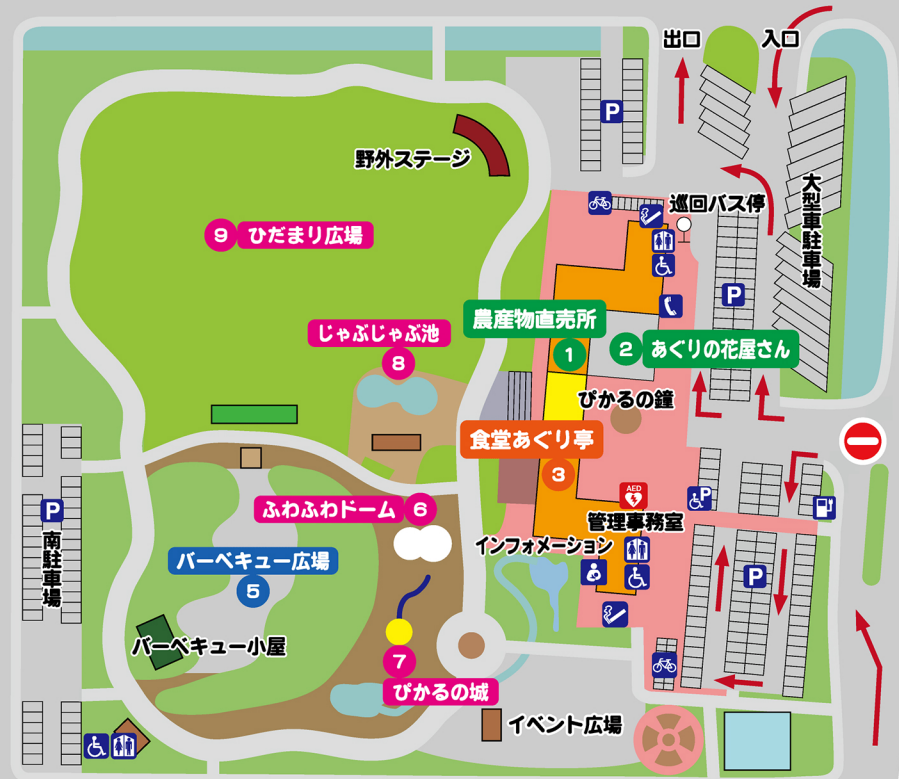 出口
入口
P
野外ステージ
巡回バス停
大型車駐車場
9 ひだまり広場
P
農産物直売所
1
2 あぐりの花屋さん
じゃぶじゃぶ池
8
ぴかるの鐘
食堂あぐり亭
3
AED
P
管理事務室
ふわふわドーム 6
P
南駐車場
インフォメーション
バーベキュー広場
5
P
バーベキュー小屋
7
ぴかるの城
イベント広場